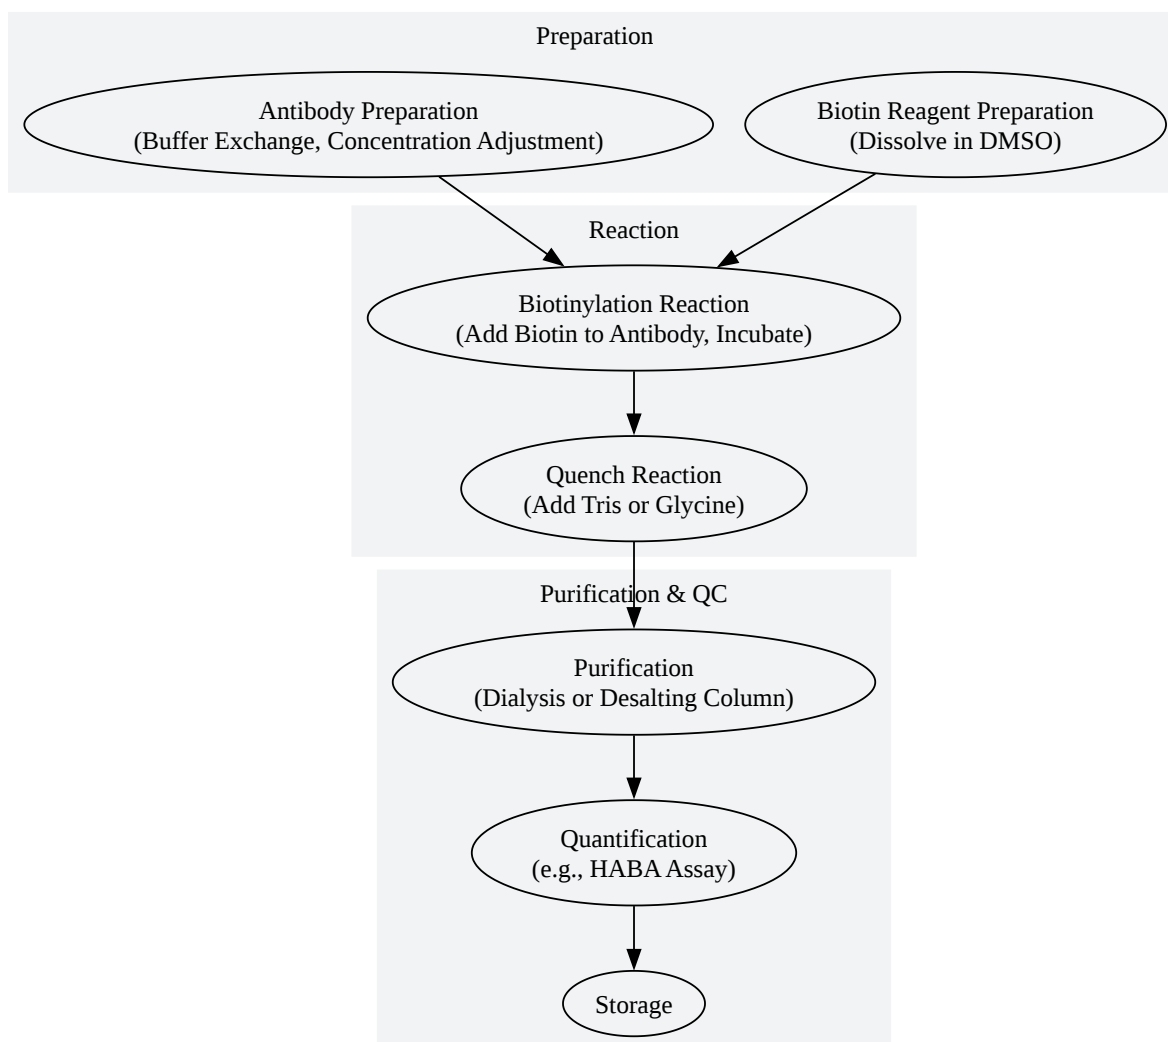 Preparation
Antibody Preparation
(Buffer Exchange, Concentration Adjustment)
Biotin Reagent Preparation
(Dissolve in DMSO)
Reaction
Biotinylation Reaction
(Add Biotin to Antibody, Incubate)
Quench Reaction
(Add Tris or Glycine)
Purification & QC
Purification
(Dialysis or Desalting Column)
Quantification
(e.g., HABA Assay)
Storage